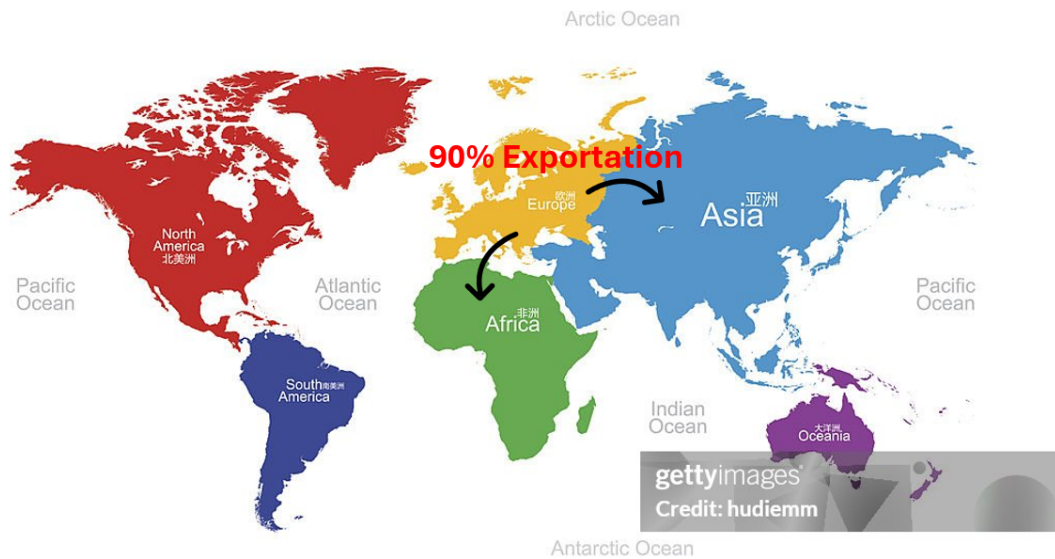 Arctic Ocean
90% Exportation
欧洲
Europe
亚洲
Asia
North
America
北美洲
Pacific
Ocean
Atlantic
Ocean
非洲
Africa
Pacific
Ocean
South南美洲
America
Indian
Ocean
大洋洲
Oceania
gettyimages®
Credit: hudiemm
Antarctic Ocean